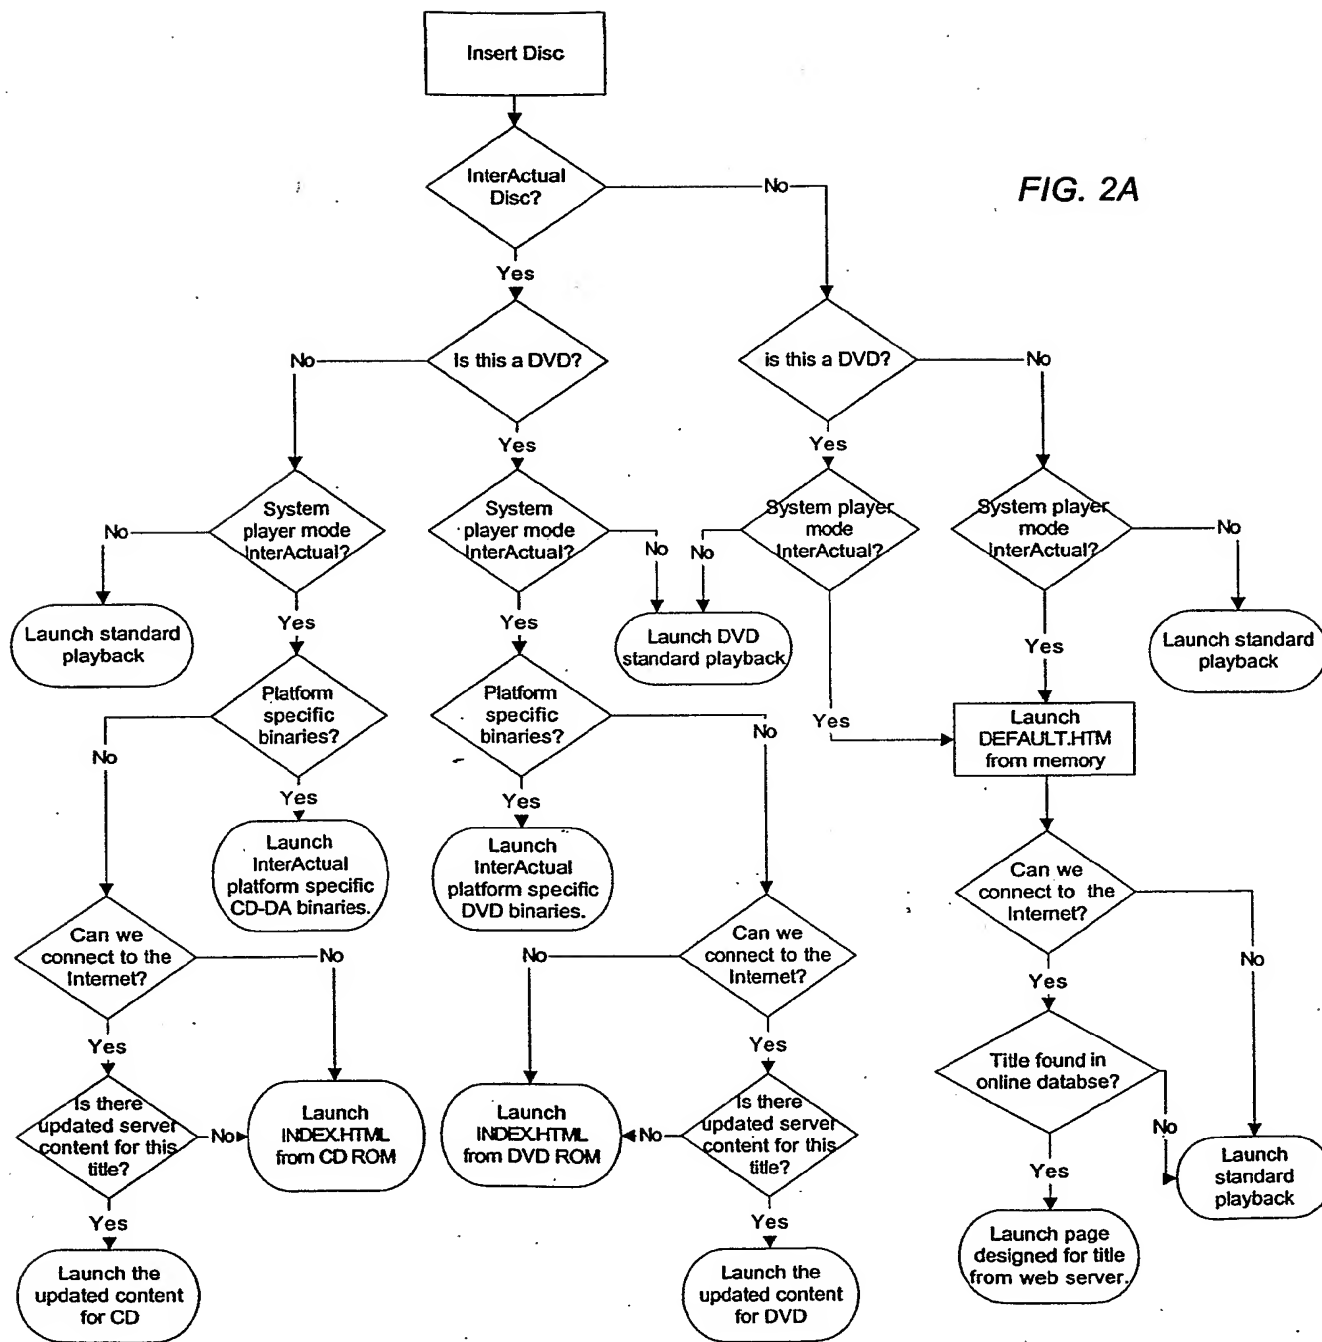 Insert Disc
InterActual
Disc?
No
FIG. 2A
Yes
No
Is this a DVD?
is this a DVD?
No
Yes
Yes
System
player mode
InterActual?
No
System
player mode
InterActual?
No
System player
mode
InterActual?
No
System player
mode
InterActual?
No
Launch standard
playback
Yes
Yes
Launch DVD
standard playback
Yes
Launch standard
playback
Platform
specific
binaries?
No
Platform
specific
binaries?
No
Yes
Launch
DEFAULT.HTM
from memory
Yes
Yes
Launch
InterActual
platform specific
CD-DA binaries.
Launch
InterActual
platform specific
DVD binaries.
Can we
connect to the
Internet?
Can we
connect to the
Internet?
No
No
Can we
connect to the
Internet?
No
Yes
Yes
Yes
Title found in
online databse?
No
Is there
updated server
content for this
title?
No
Launch
INDEX.HTML
from CD ROM
Launch
INDEX.HTML
from DVD ROM
No
Is there
updated server
content for this
title?
Yes
Launch
standard
playback
Yes
Yes
Launch the
updated content
for CD
Launch the
updated content
for DVD
Launch page
designed for title
from web server.